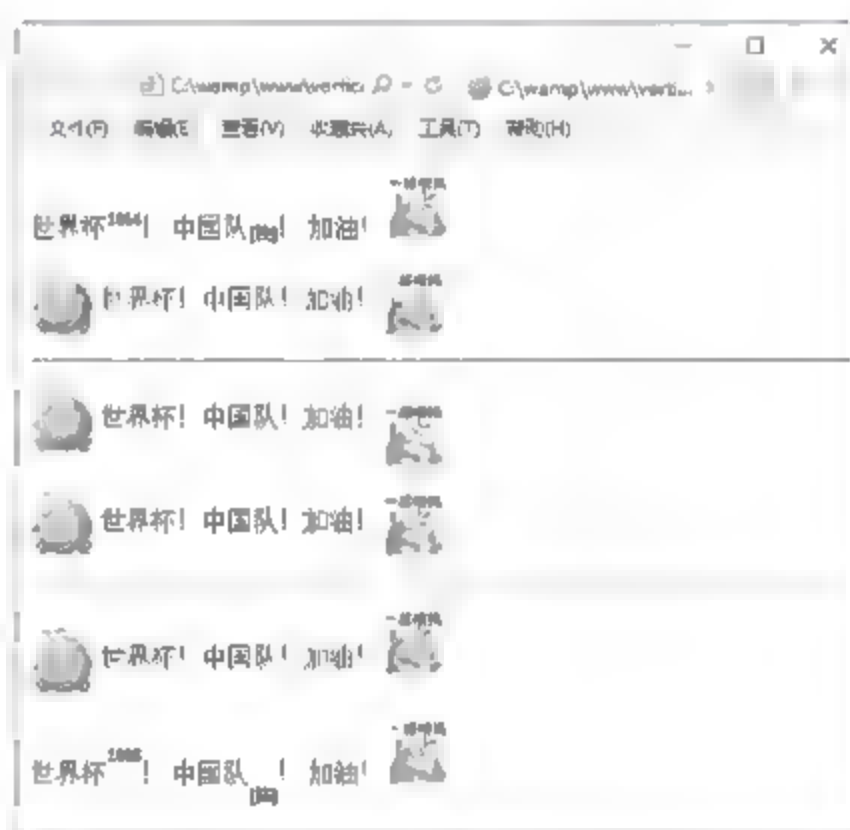 C:\wamp\www\vertic C:\wamp\www\vertic...
文件(F) 编辑(E 查看(V) 收藏夹(A) 工具(T) 帮助(H)
世界杯！ 中国队！ 加油！
世界杯！中国队！加油！
世界杯！中国队！加油！
世界杯！中国队！加油！
世界杯！中国队！加油！
世界杯！ 中国队！ 加油！